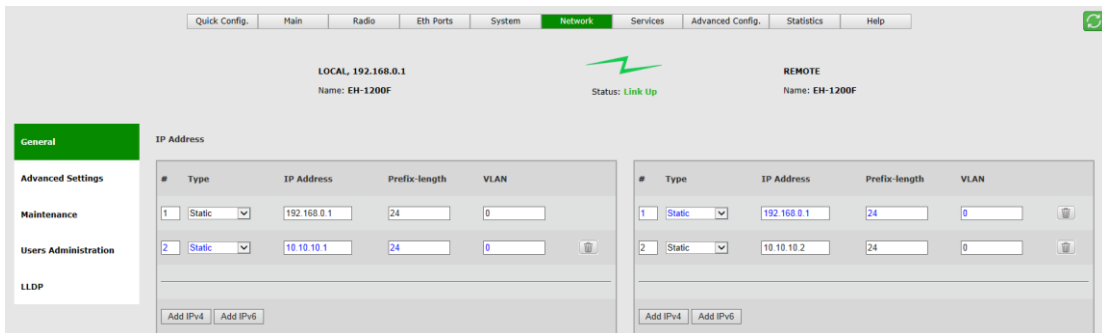 Quick Config. Main Radio Eth Ports System Network Services Advanced Config. Statistics Help
LOCAL, 192.168.0.1
Name: EH-1200F
Status: Link Up
REMOTE
Name: EH-1200F
General
Advanced Settings
Maintenance
Users Administration
LLDP
IP Address
# Type IP Address Prefix-length VLAN
1 Static 192.168.0.1 24 0
2 Static 10.10.10.1 24 0
Add IPv4 Add IPv6
# Type IP Address Prefix-length VLAN
1 Static 192.168.0.1 24 0
2 Static 10.10.10.2 24 0
Add IPv4 Add IPv6